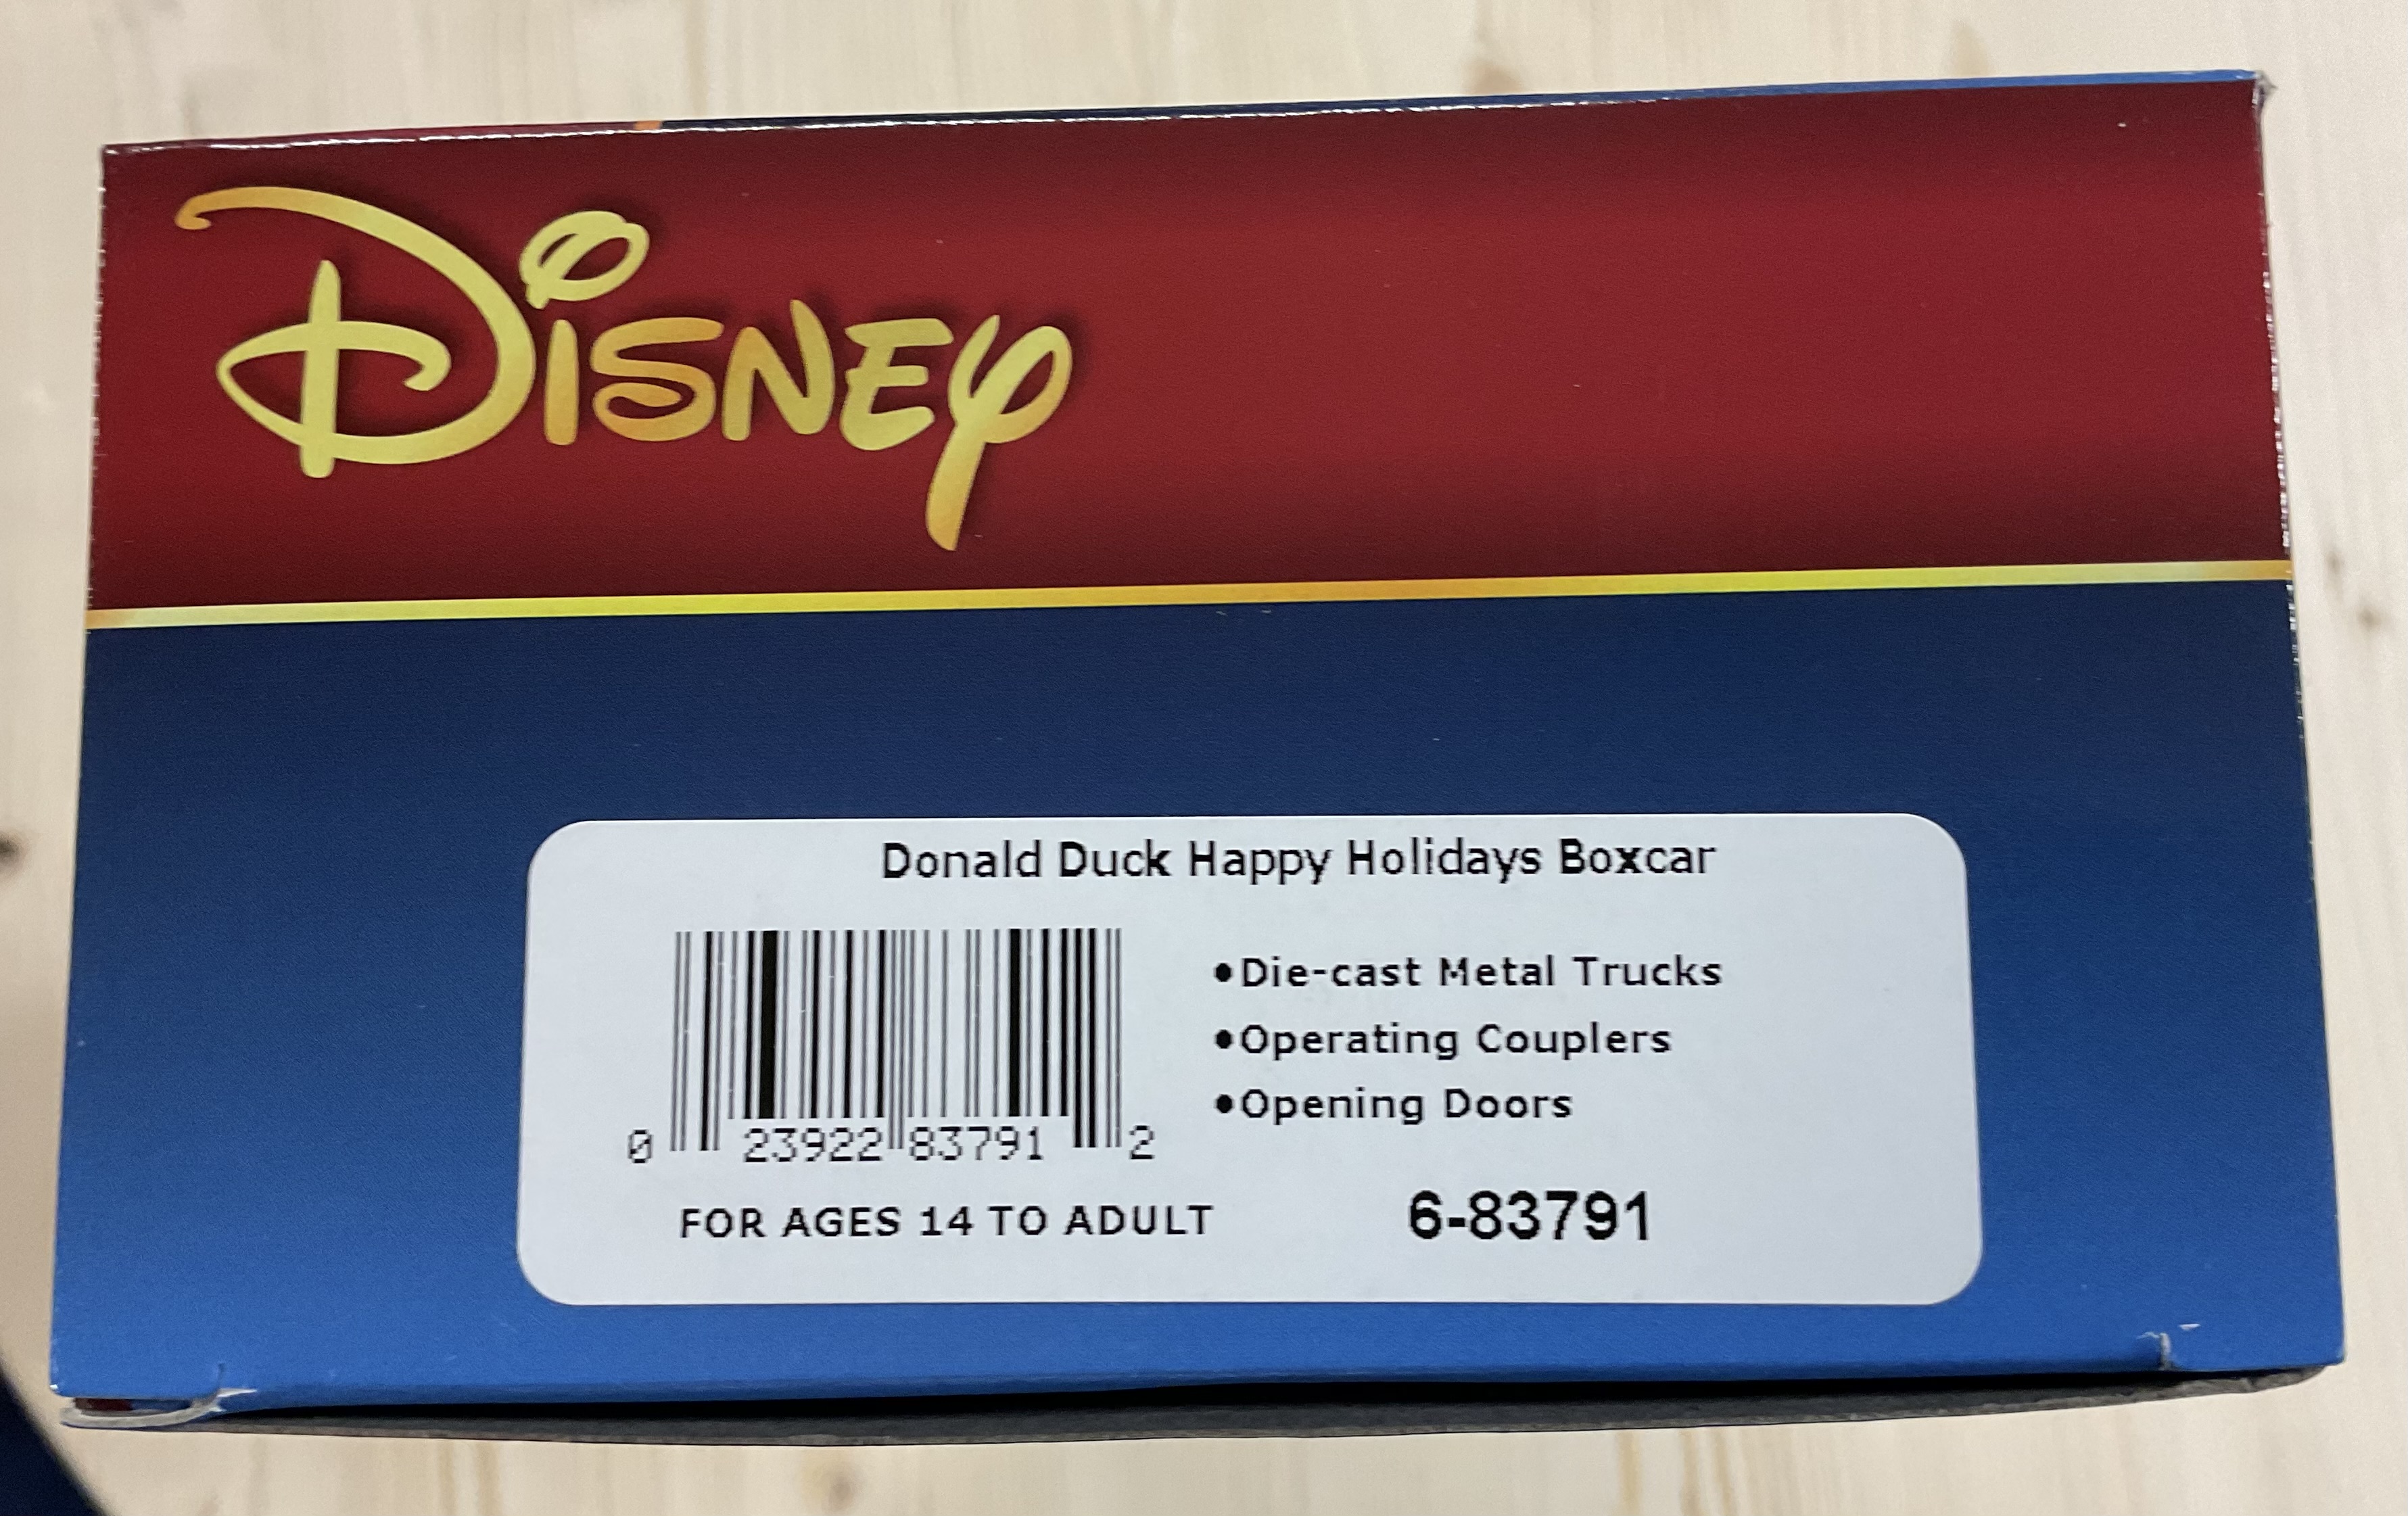 Disney
Donald Duck Happy Holidays Boxcar
•Die-cast Metal Trucks
•Operating Couplers
•Opening Doors
0 23922 83791 2
FOR AGES 14 TO ADULT
6-83791